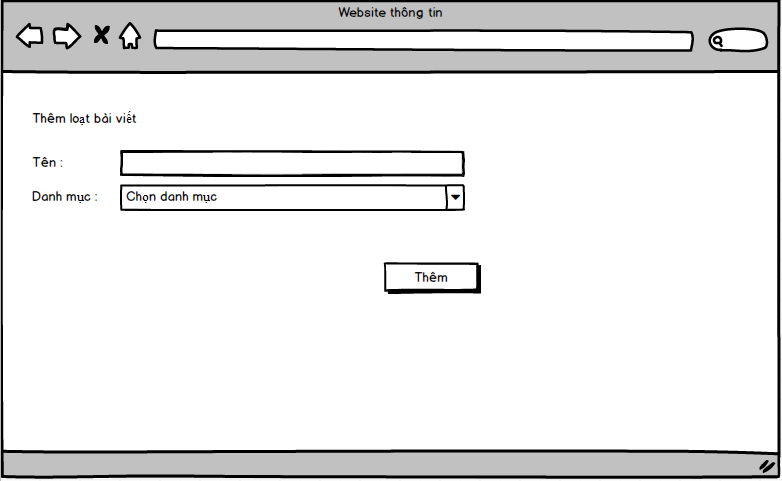 Website thông tin
Thêm loạt bài viết
Tên :
Danh mục :
Chọn danh mục
Thêm